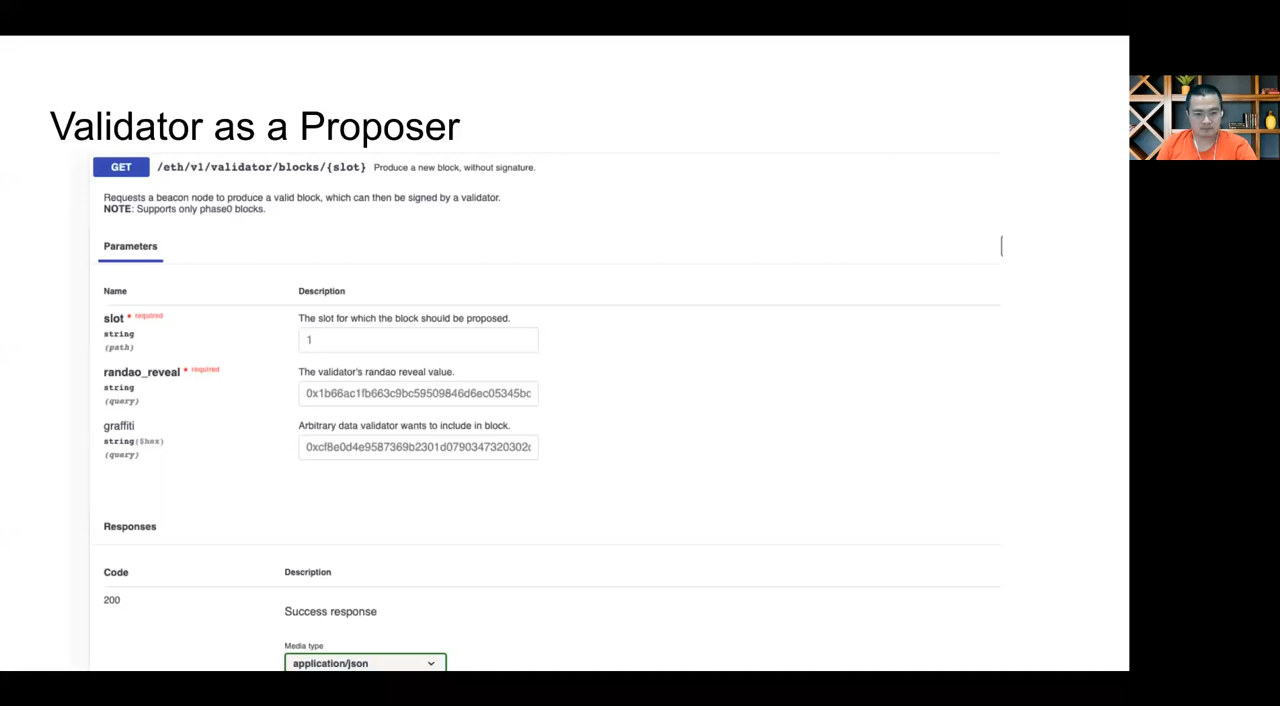 Validator as a Proposer
GET /eth/v1/validator/blocks/{slot} Produce a new block, without signature.
Requests a beacon node to produce a valid block, which can then be signed by a validator.
NOTE: Supports only phase0 blocks.
Parameters
Name Description
slot * required The slot for which the block should be proposed.
string 1
(path)
randao_reveal * required The validator's randao reveal value.
string 0x1b66ac1fb663c9bc59509846d6ec05345bc
(query)
graffiti Arbitrary data validator wants to include in block.
string($hex) 0xcf8e0d4e9587369b2301d0790347320302c
(query)
Responses
Code Description
200
Success response
Media type
application/json